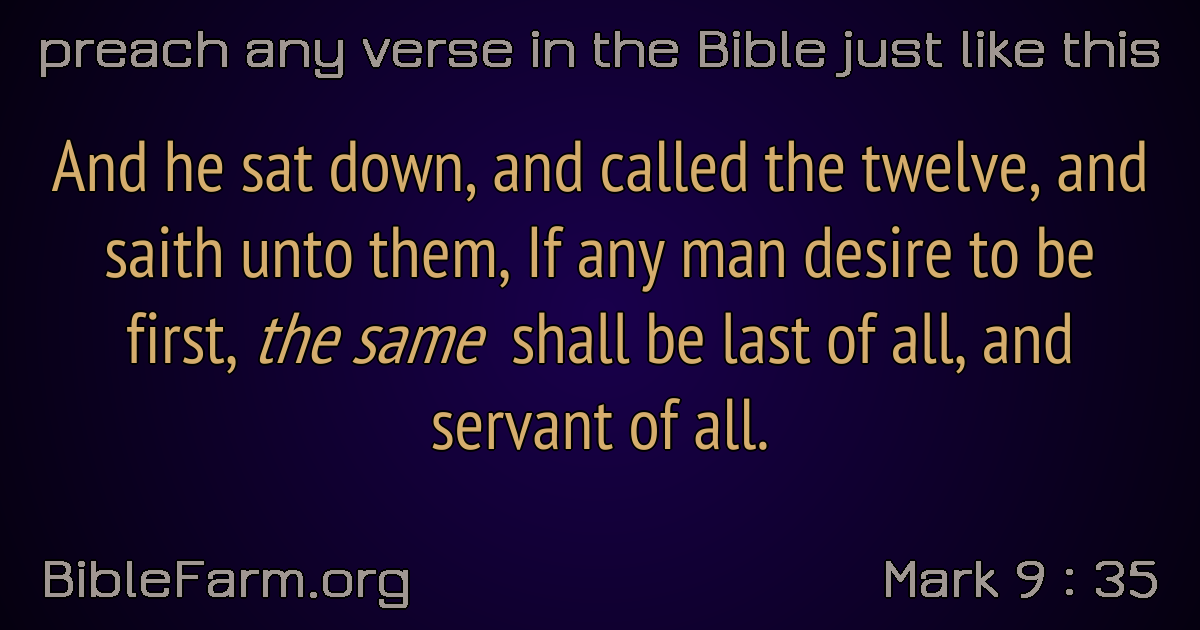 preach any verse in the Bible just like this
And he sat down, and called the twelve, and
saith unto them, If any man desire to be
first, the same shall be last of all, and
servant of all.
BibleFarm.org
Mark 9 : 35